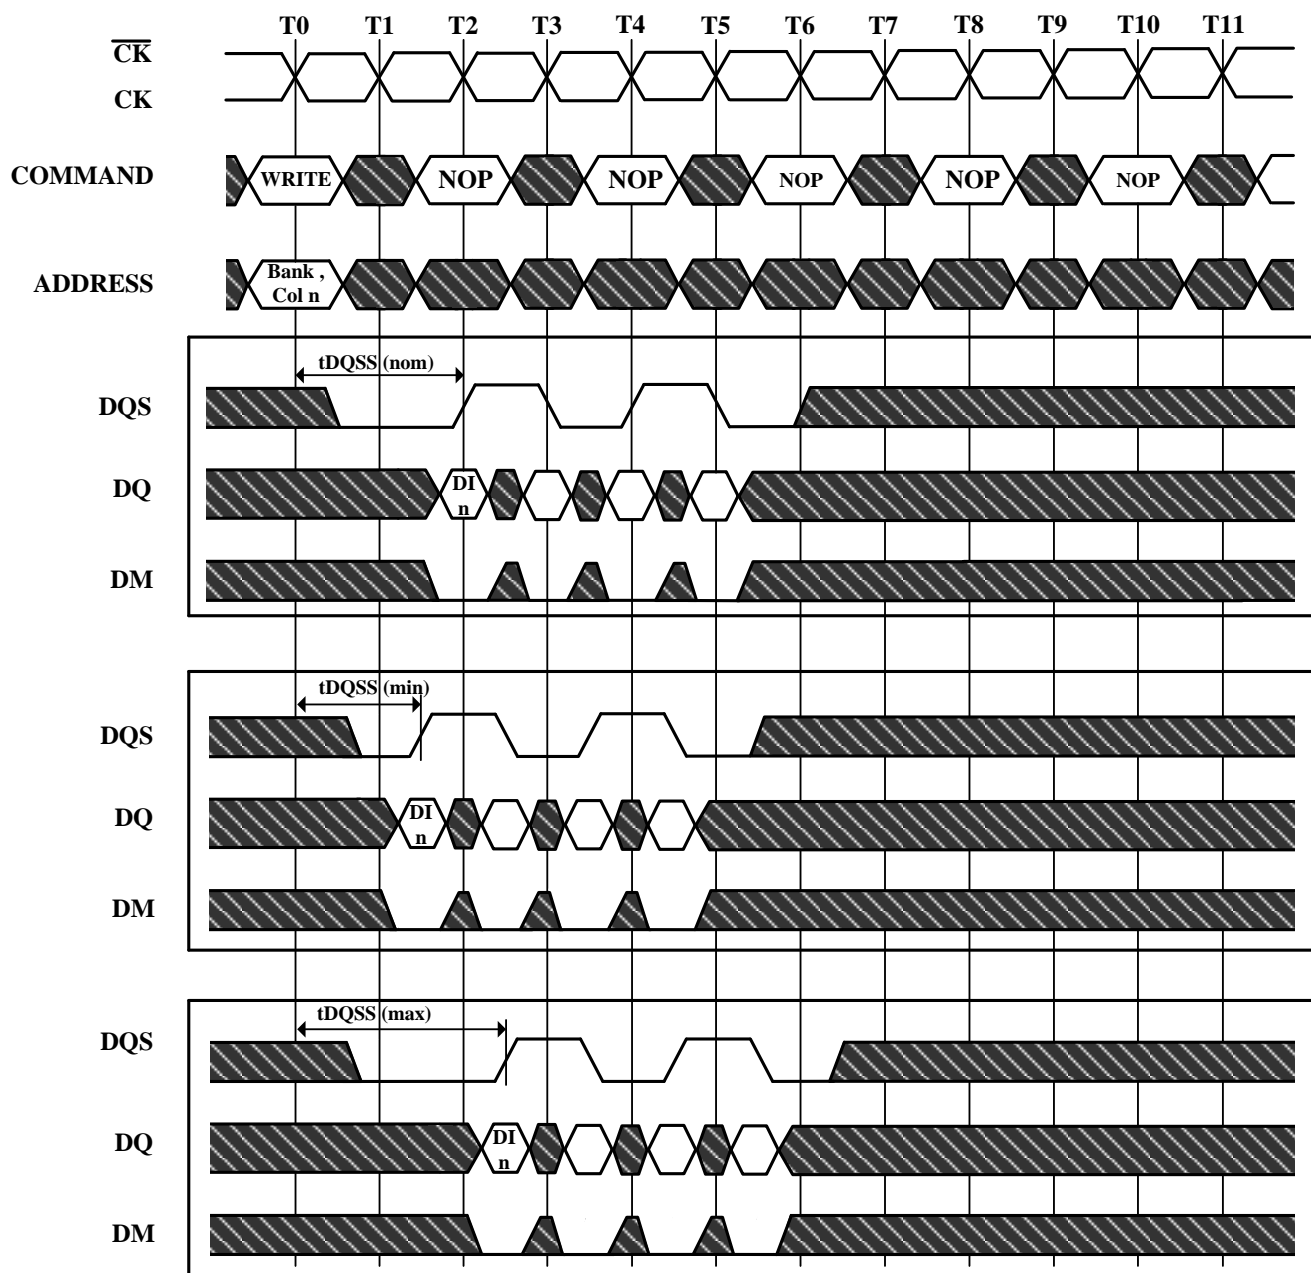 T0 T1 T2 T3 T4 T5 T6 T7 T8 T9 T10 T11
CK
CK
COMMAND WRITE NOP NOP NOP NOP NOP
ADDRESS Bank , Col n
tDQSS (nom)
DQS
DQ DI n
DM
tDQSS (min)
DQS
DQ DI n
DM
tDQSS (max)
DQS
DQ DI n
DM